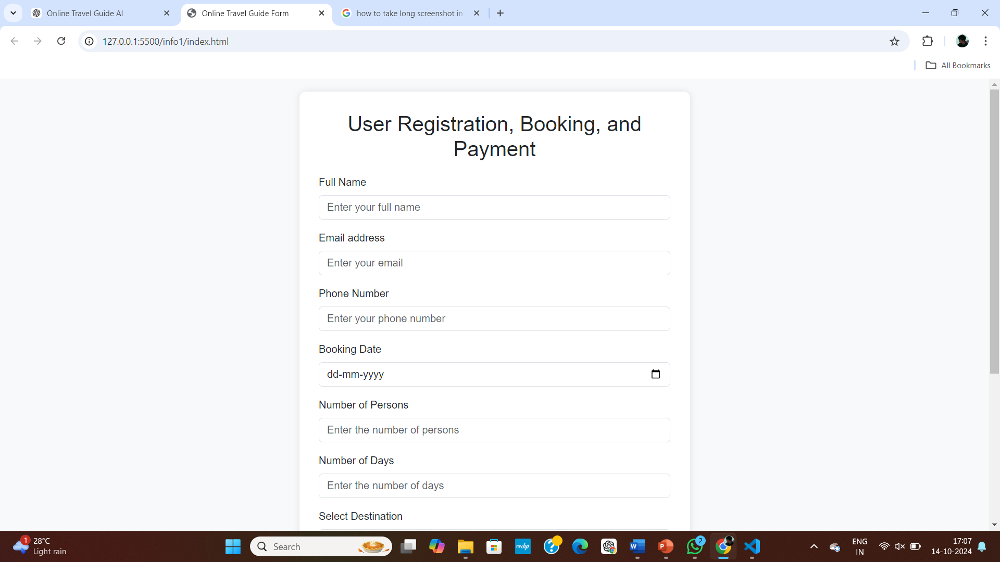 Online Travel Guide AI
Online Travel Guide Form
how to take long screenshot in
127.0.0.1:5500/info1/index.html
All Bookmarks
User Registration, Booking, and
Payment
Full Name
Enter your full name
Email address
Enter your email
Phone Number
Enter your phone number
Booking Date
dd-mm-yyyy
Number of Persons
Enter the number of persons
Number of Days
Enter the number of days
Select Destination
1
28°C
Light rain
Search
myhp
W
P
2
ENG
IN
17:07
14-10-2024